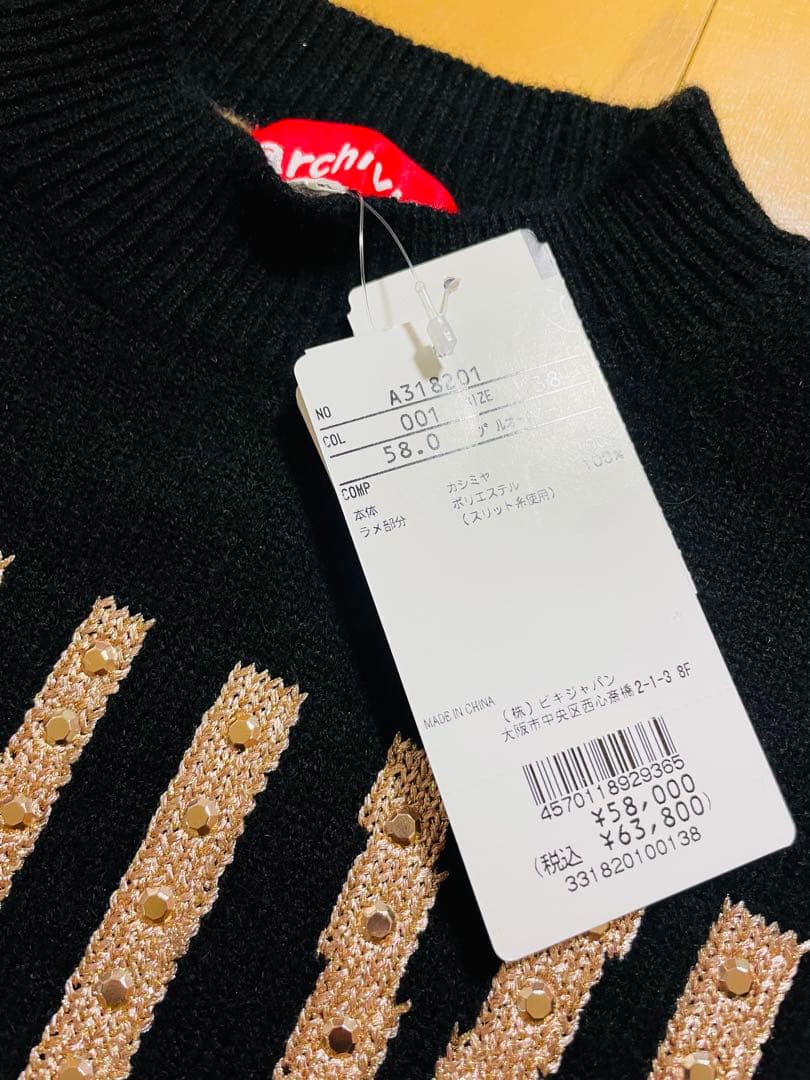 archiv
NO A318201
COL 001 SIZE 38
58.0
COMP
本体 カシミヤ 100%
ラメ部分 ポリエステル
(スリット糸使用)
MADE IN CHINA (株)ビキジャパン
大阪市中央区西心斎橋2-1-3 8F
4570118929365
¥58,000
(税込 ¥63,800)
331820100138